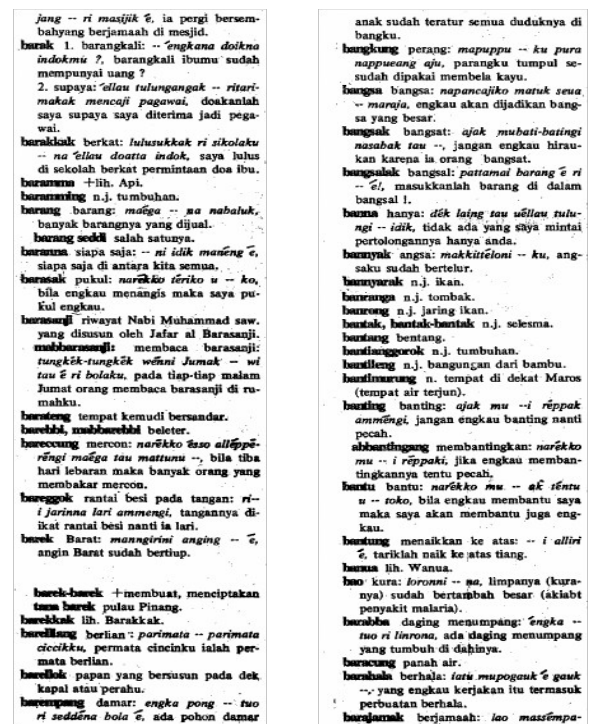 jang -- ri masijik ē, ia pergi bersem-
bahyang berjamaah di mesjid.
barak 1. barangkali: -- ēngkana doikna
indokmu ?, barangkali ibumu sudah
mempunyai uang ?
2. supaya: ēllau tulungangak -- ritari-
makak mencaji pagawai, doakanlah
saya supaya saya diterima jadi pega-
wai.
barakkak berkat: lulusukkak ri sikolaku
-- na ēllau doatta indok, saya lulus
di sekolah berkat permintaan doa ibu.
baramma +lih. Api.
baramming n.j. tumbuhan.
barang barang: maēga -- na nabaluk,
banyak barangnya yang dijual.
barang seddi salah satunya.
baranna siapa saja: -- ni idik manēng ē,
siapa saja di antara kita semua.
barasak pukul: narēkko tēriko u -- ko,
bila engkau menangis maka saya pu-
kul engkau.
barasanji riwayat Nabi Muhammad saw.
yang disusun oleh Jafar al Barasanji.
mabbarasanji: membaca barasanji:
tungkēk-tungkēk wēnni Jumak -- wi
tau ē ri bolaku, pada tiap-tiap malam
Jumat orang membaca barasanji di ru-
mahku.
barateng tempat kemudi bersandar.
barebbi, mabbarebbi beleter.
bareccung mercon: narēkko ēsso allēppē-
rēngi maēga tau mattunu --, bila tiba
hari lebaran maka banyak orang yang
membakar mercon.
bareggok rantai besi pada tangan: ri--
i jarinna lari ammengi, tangannya di-
ikat rantai besi nanti ia lari.
barek Barat: manngirini anging -- ē,
angin Barat sudah bertiup.
barek-barek +membuat, menciptakan
tana barek pulau Pinang.
barekkak lih. Barakkak.
barellang berlian : parimata -- parimata
ciccikku, permata cincinku ialah per-
mata berlian.
barellok papan yang bersusun pada dek
kapal atau perahu.
barempang damar: engka pong -- tuo
ri seddēna bola ē, ada pohon damar
anak sudah teratur semua duduknya di
bangku.
bangkung perang: mapuppu -- ku pura
nappueang aju, parangku tumpul se-
sudah dipakai membela kayu.
bangsa bangsa: napancajiko matuk seua
-- maraja, engkau akan dijadikan bang-
sa yang besar.
bangsak bangsat: ajak mubati-batingi
nasabak tau --, jangan engkau hirau-
kan karena ia orang bangsat.
bangsalak bangsal: pattamai barang ē ri
-- ē!, masukkanlah barang di dalam
bangsal !.
banna hanya: dēk laing tau uēllau tulu-
ngi -- idik, tidak ada yang saya mintai
pertolongannya hanya anda.
bannyak angsa: makkittēloni -- ku, ang-
saku sudah bertelur.
bannyarak n.j. ikan.
banranga n.j. tombak.
banrong n.j. jaring ikan.
bantak, bantak-bantak n.j. selesma.
bantang bentang.
bantianggorok n.j. tumbuhan.
bantileng n.j. bangungan dari bambu.
bantimurung n. tempat di dekat Maros
(tempat air terjun).
banting banting: ajak mu --i rēppak
ammēngi, jangan engkau banting nanti
pecah.
abbantingang membantingkan: narēkko
mu -- i rēppaki, jika engkau memban-
tingkannya tentu pecah.
bantu bantu: narēkko mu -- ak tēntu
u -- toko, bila engkau membantu saya
maka saya akan membantu juga eng-
kau.
bantung menaikkan ke atas: -- i alliri
ē, tariklah naik ke atas tiang.
banua lih. Wanua.
bao kura: loronni -- na, limpanya (kura-
nya) sudah bertambah besar (akiabt
penyakit malaria).
barabba daging menumpang: ēngka --
tuo ri linrona, ada daging menumpang
yang tumbuh di dahinya.
baracung panah air.
barahala berhala: iatu mupogauk ē gauk
--, yang engkau kerjakan itu termasuk
perbuatan berhala.
barajamak berjamaah: lao massēmpa-